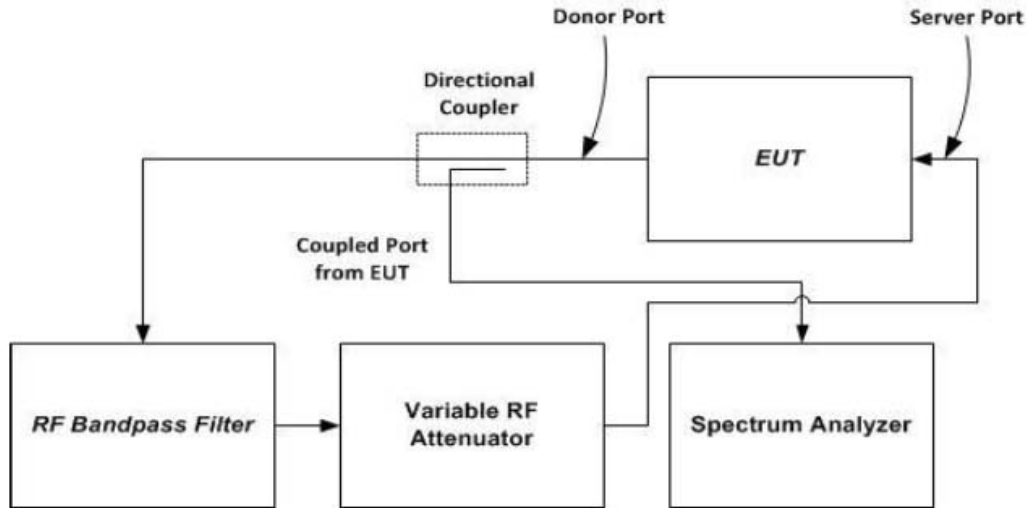 Donor Port
Server Port
Directional
Coupler
EUT
Coupled Port
from EUT
RF Bandpass Filter
Variable RF
Attenuator
Spectrum Analyzer